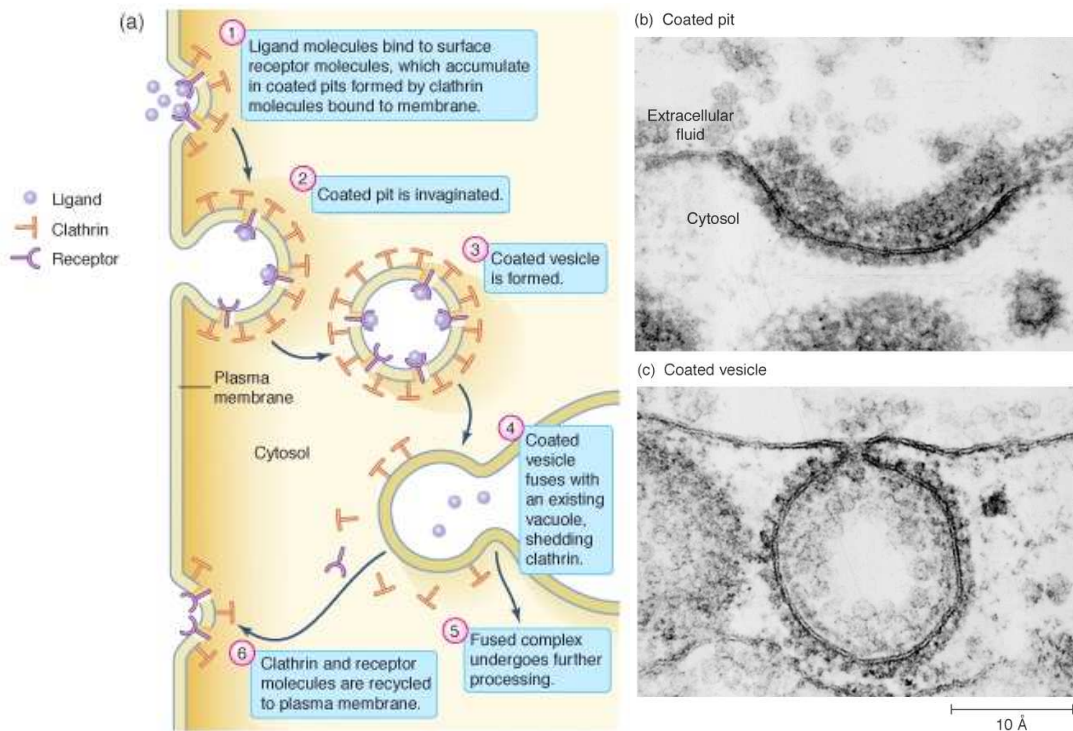 (a)
1
Ligand molecules bind to surface
receptor molecules, which accumulate
in coated pits formed by clathrin
molecules bound to membrane.
2
Coated pit is invaginated.
Ligand
Clathrin
Receptor
3
Coated vesicle
is formed.
Plasma
membrane
Cytosol
4
Coated
vesicle
fuses with
an existing
vacuole,
shedding
clathrin.
5
Fused complex
undergoes further
processing.
6
Clathrin and receptor
molecules are recycled
to plasma membrane.
(b) Coated pit
Extracellular
fluid
Cytosol
(c) Coated vesicle
10 Å